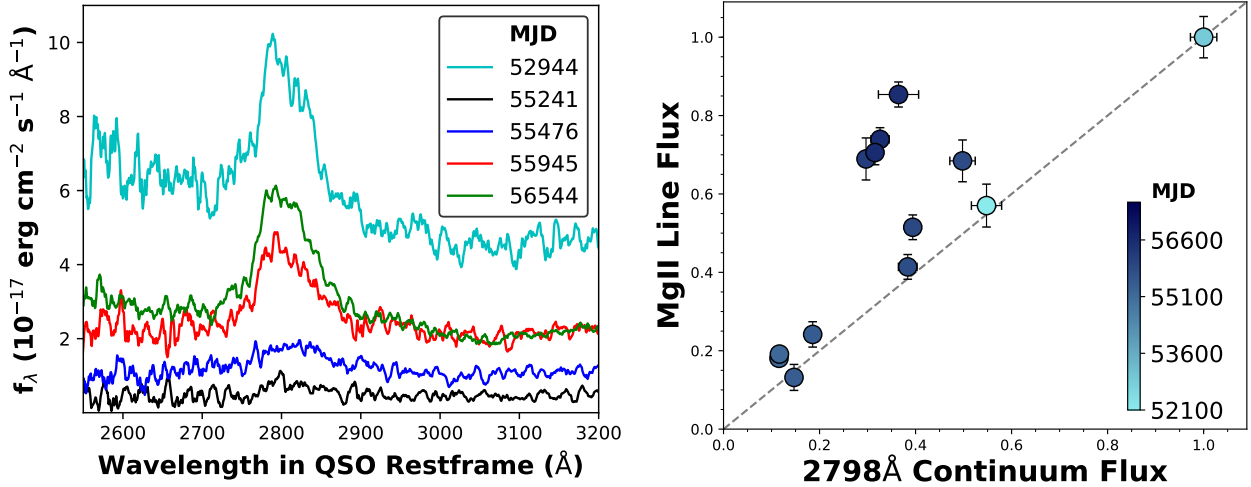 10
8
6
4
2
f_λ (10⁻¹⁷ erg cm⁻² s⁻¹ Å⁻¹)
MJD
52944
55241
55476
55945
56544
2600 2700 2800 2900 3000 3100 3200
Wavelength in QSO Restframe (Å)
1.0
0.8
0.6
0.4
0.2
0.0
MgII Line Flux
MJD
56600
55100
53600
52100
0.0 0.2 0.4 0.6 0.8 1.0
2798Å Continuum Flux